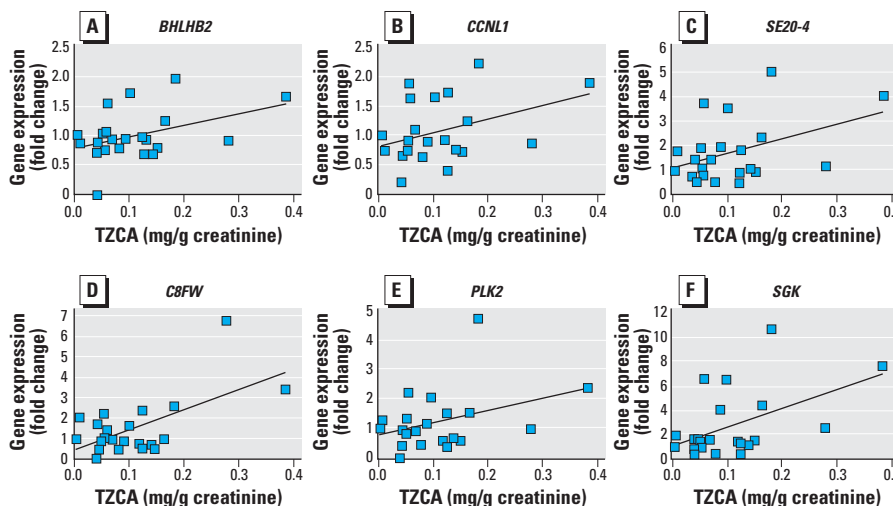 A BHLHB2
Gene expression
(fold change)
2.5
2.0
1.5
1.0
0.5
0
0.0 0.1 0.2 0.3 0.4
TZCA (mg/g creatinine)
B CCNL1
Gene expression
(fold change)
2.5
2.0
1.5
1.0
0.5
0
0.0 0.1 0.2 0.3 0.4
TZCA (mg/g creatinine)
C SE20-4
Gene expression
(fold change)
6
5
4
3
2
1
0
0.0 0.1 0.2 0.3 0.4
TZCA (mg/g creatinine)
D C8FW
Gene expression
(fold change)
7
6
5
4
3
2
1
0
0.0 0.1 0.2 0.3 0.4
TZCA (mg/g creatinine)
E PLK2
Gene expression
(fold change)
5
4
3
2
1
0
0.0 0.1 0.2 0.3 0.4
TZCA (mg/g creatinine)
F SGK
Gene expression
(fold change)
12
10
8
6
4
2
0
0.0 0.1 0.2 0.3
TZCA (mg/g creatinine)